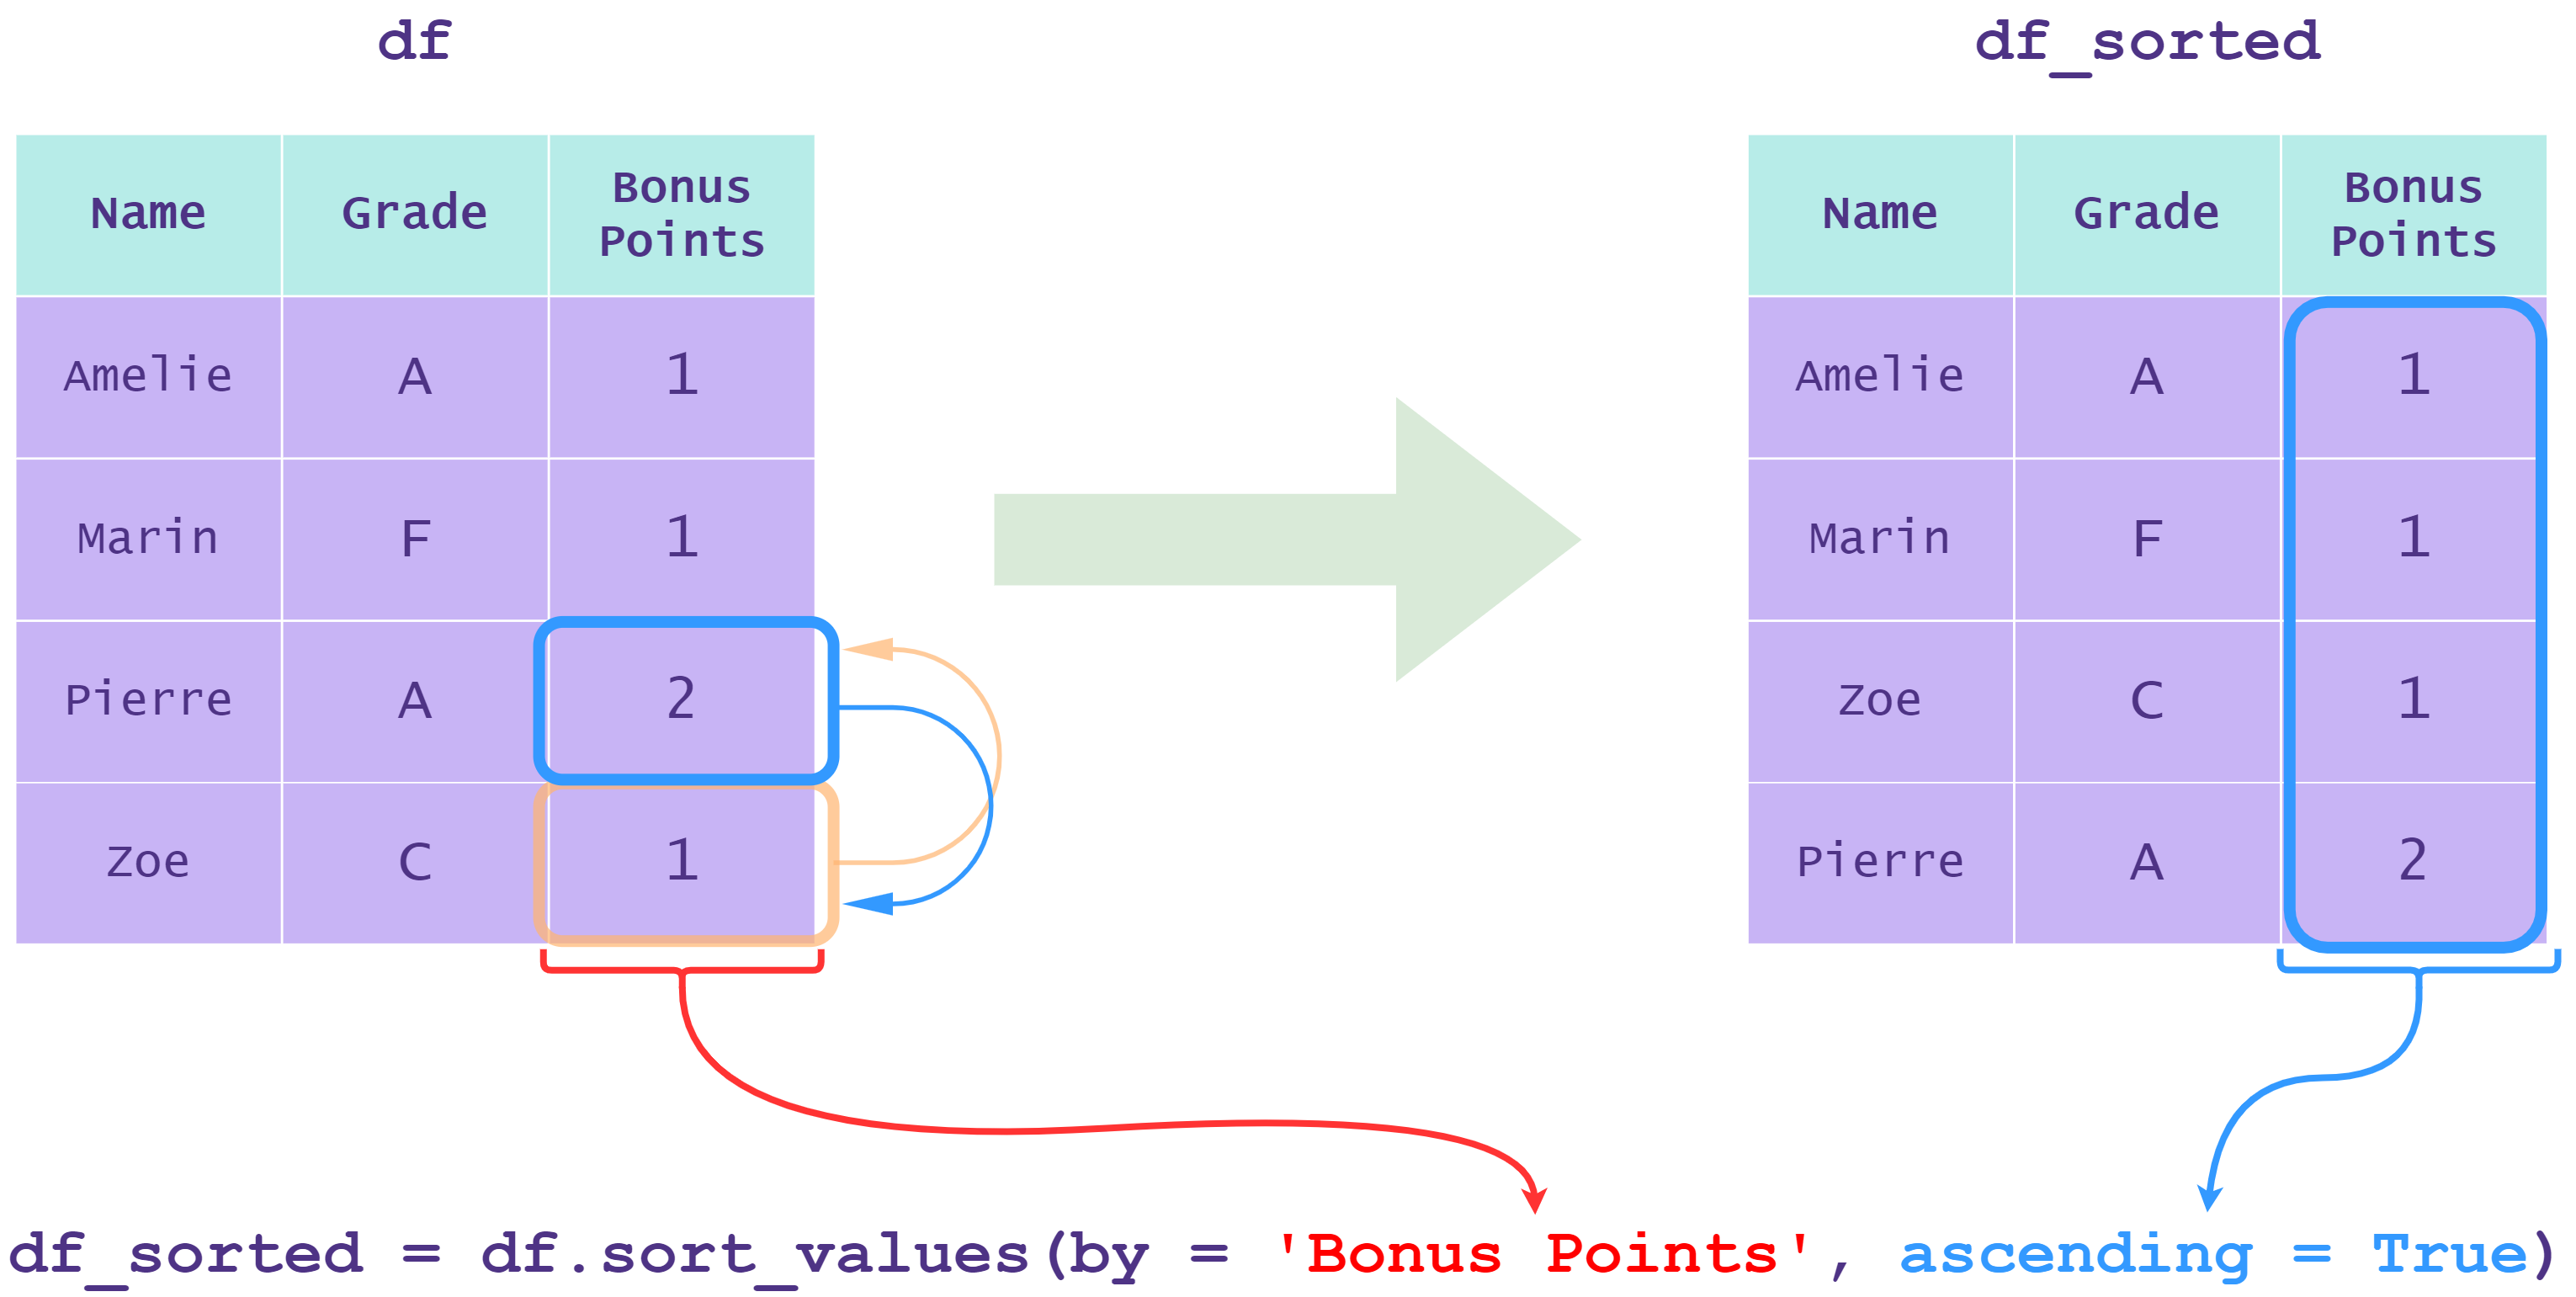 df
df_sorted
Name Grade Bonus Points
Amelie A 1
Marin F 1
Pierre A 2
Zoe C 1
Name Grade Bonus Points
Amelie A 1
Marin F 1
Zoe C 1
Pierre A 2
df_sorted = df.sort_values(by = 'Bonus Points', ascending = True)